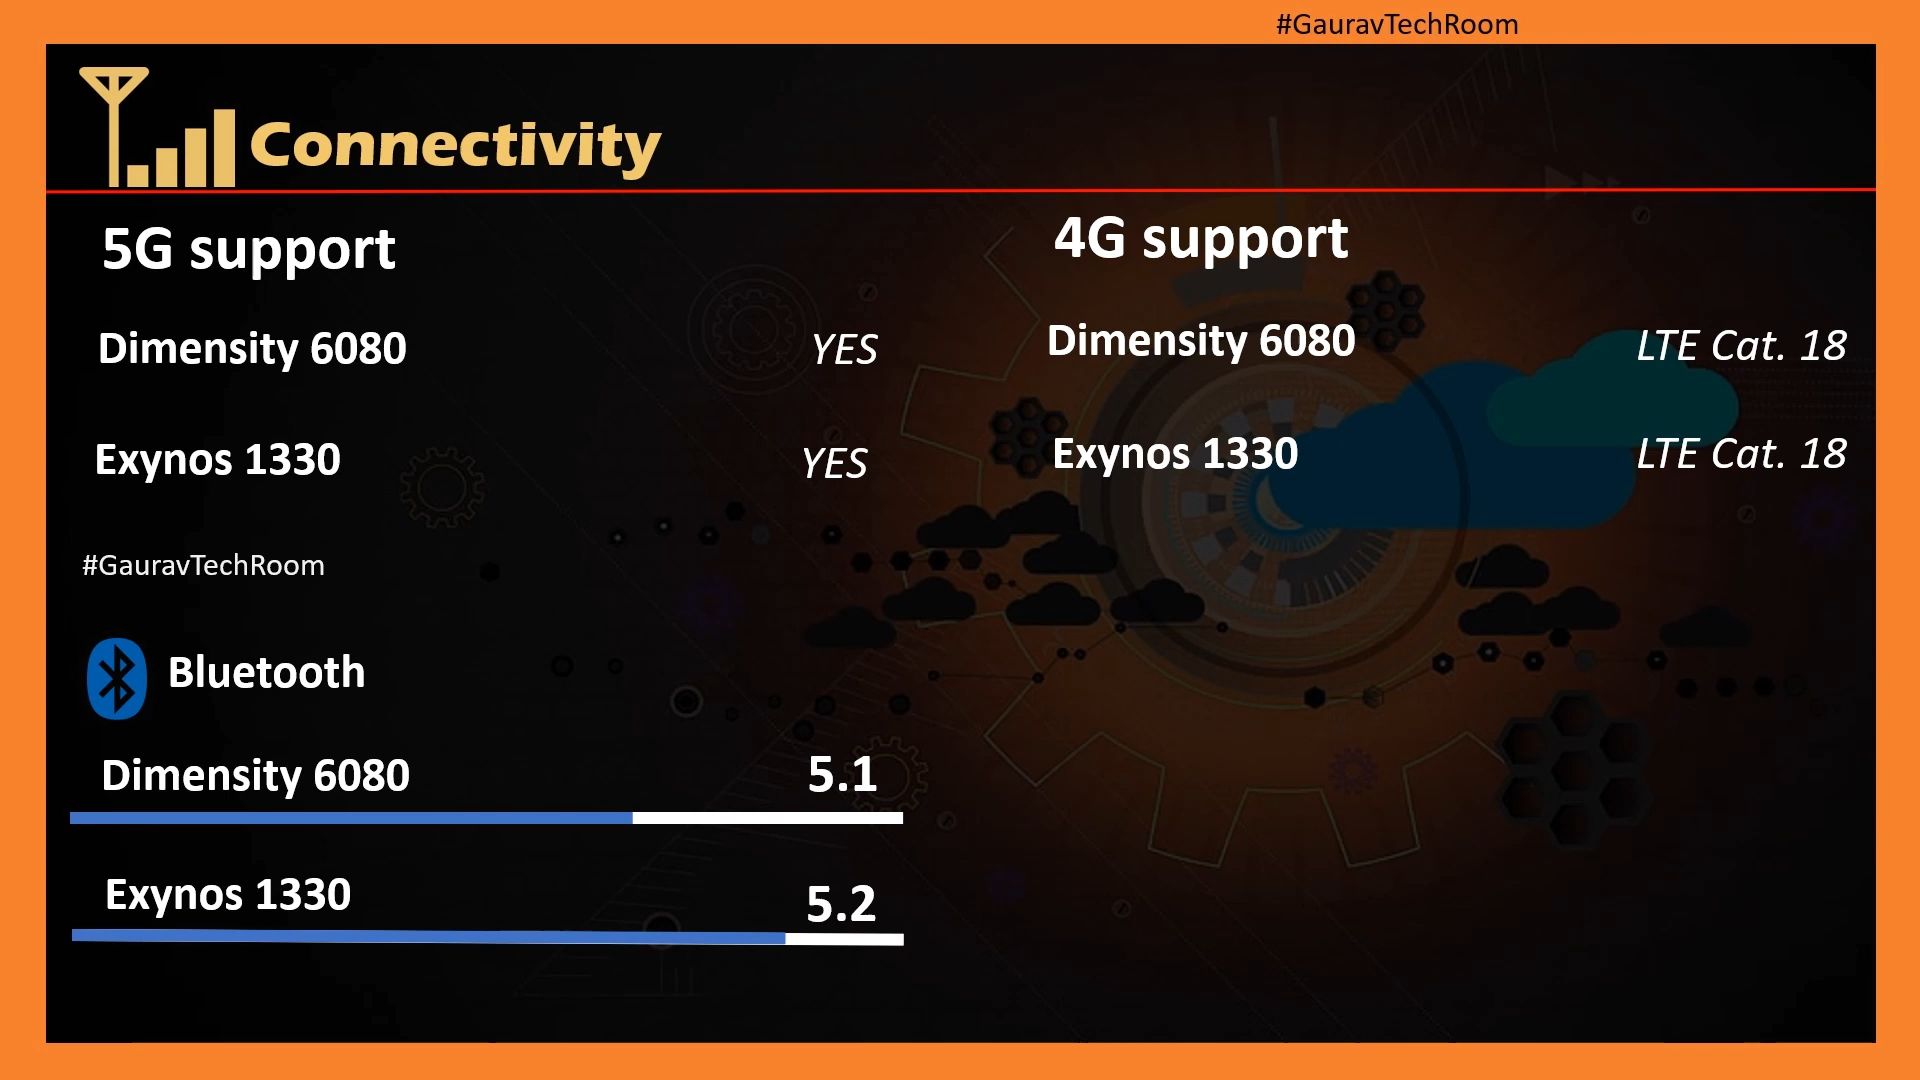 #GauravTechRoom
Connectivity
5G support
Dimensity 6080 YES
Exynos 1330 YES
4G support
Dimensity 6080 LTE Cat. 18
Exynos 1330 LTE Cat. 18
#GauravTechRoom
Bluetooth
Dimensity 6080 5.1
Exynos 1330 5.2